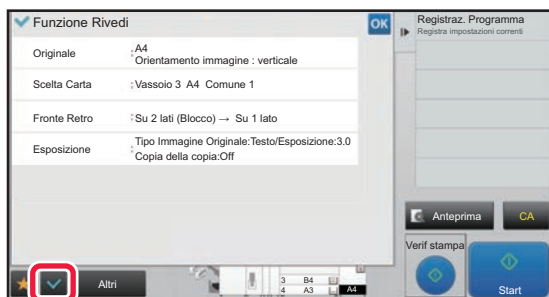 Funzione Rivedi
OK
Originale
:A4
Orientamento immagine : verticale
Scelta Carta
:Vassoio 3 A4 Comune 1
Fronte Retro
:Su 2 lati (Blocco) → Su 1 lato
Esposizione
:Tipo Immagine Originale:Testo/Esposizione:3.0
Copia della copia:Off
Altri
3 B4
4 A3
A4
Registraz. Programma
Registra impostazioni correnti
Anteprima
CA
Verif stampa
Start